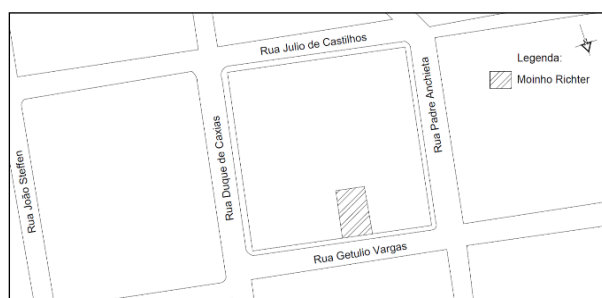 Rua Julio de Castilhos
Legenda:
Moinho Richter
Rua Padre Anchieta
Rua Duque de Caxias
Rua João Steffen
Rua Getulio Vargas